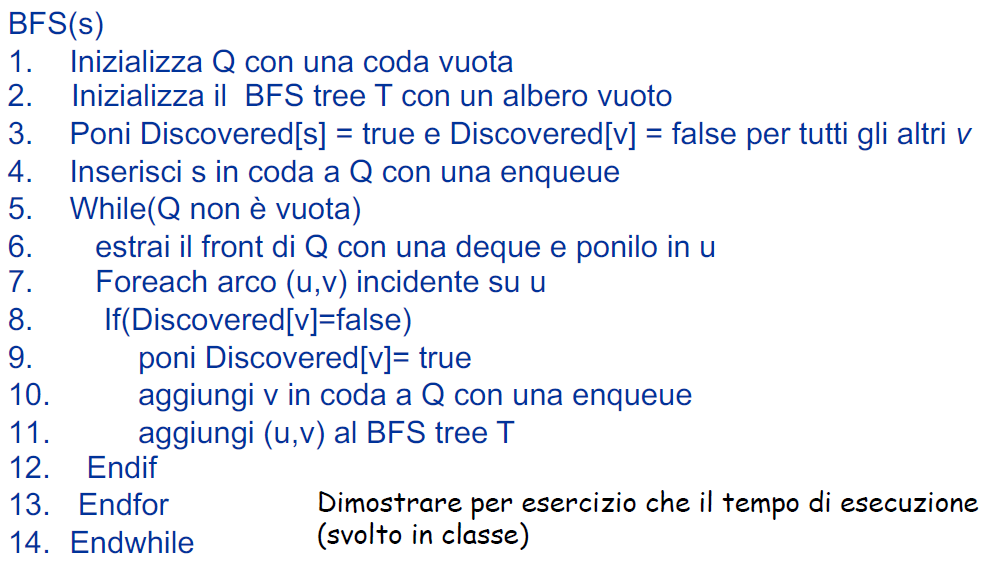 BFS(s)
1. Inizializza Q con una coda vuota
2. Inizializza il BFS tree T con un albero vuoto
3. Poni Discovered[s] = true e Discovered[v] = false per tutti gli altri v
4. Inserisci s in coda a Q con una enqueue
5. While(Q non è vuota)
6. estrai il front di Q con una deque e ponilo in u
7. Foreach arco (u,v) incidente su u
8. If(Discovered[v]=false)
9. poni Discovered[v]= true
10. aggiungi v in coda a Q con una enqueue
11. aggiungi (u,v) al BFS tree T
12. Endif
13. Endfor
14. Endwhile
Dimostrare per esercizio che il tempo di esecuzione
(svolto in classe)